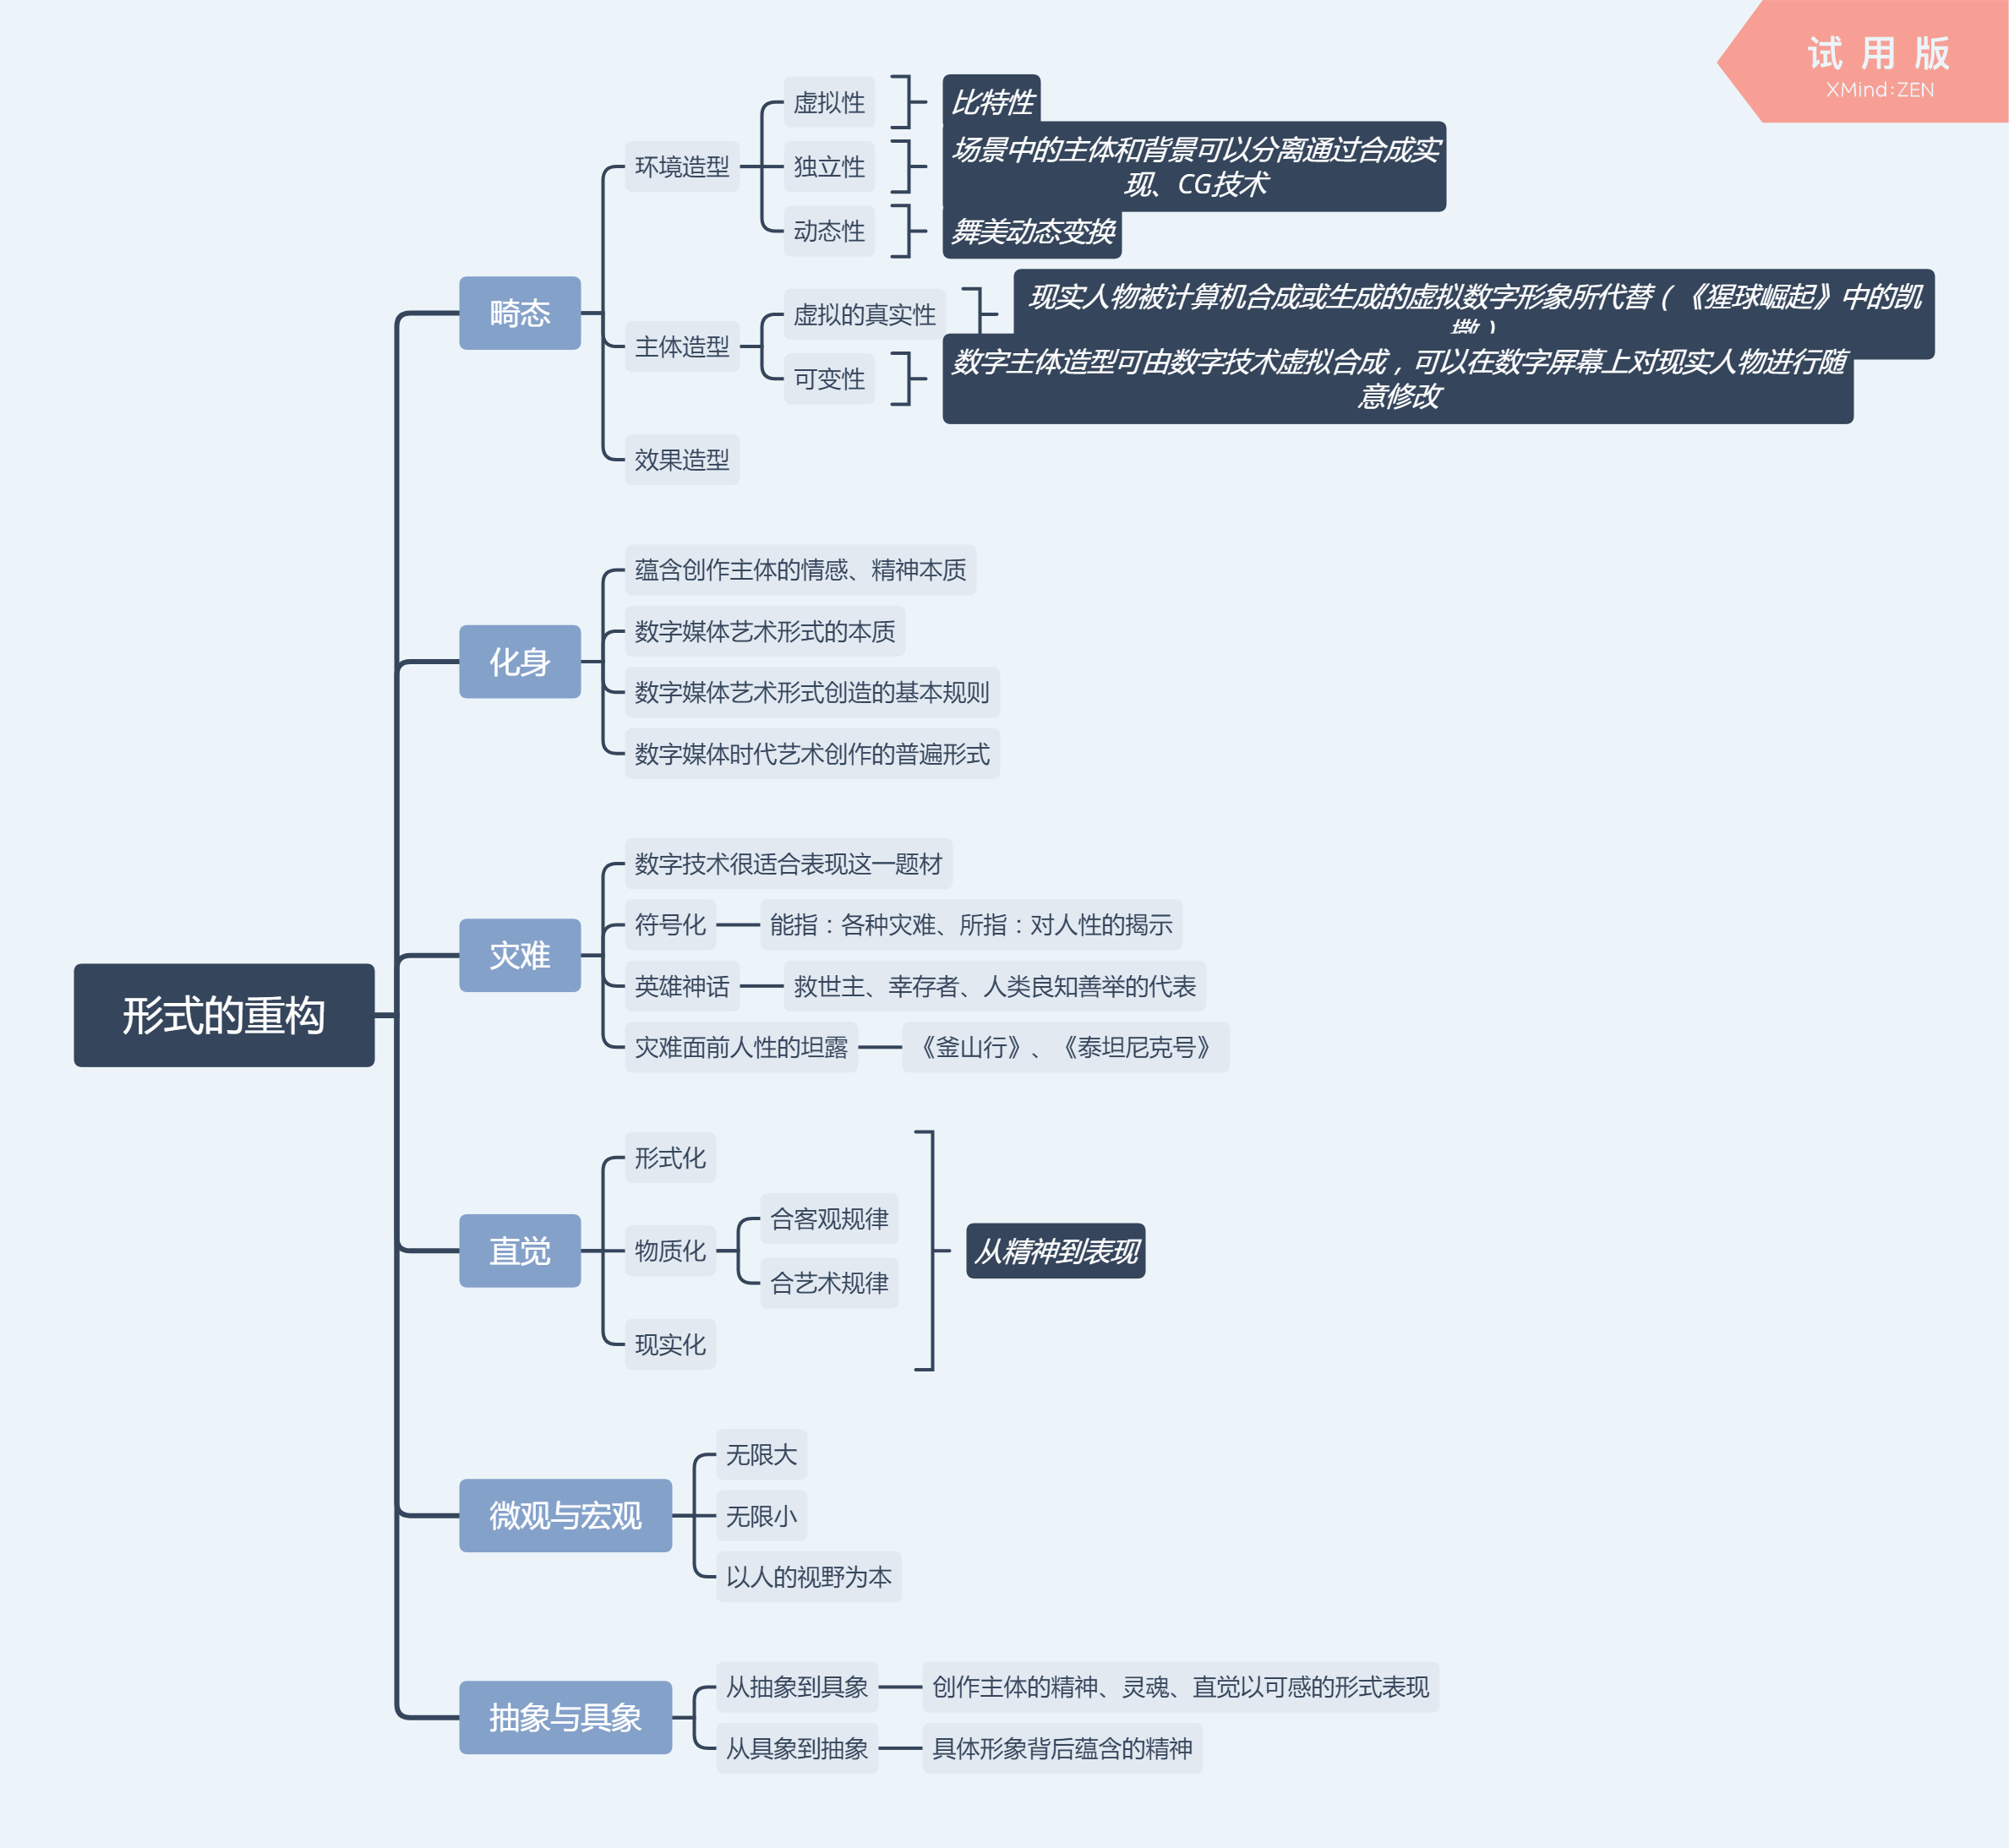 试用版
XMind:ZEN
形式的重构
畸态
环境造型
虚拟性
比特性
独立性
场景中的主体和背景可以分离通过合成实
现、CG技术
动态性
舞美动态变换
主体造型
虚拟的真实性
现实人物被计算机合成或生成的虚拟数字形象所代替（《猩球崛起》中的凯
撒）
可变性
数字主体造型可由数字技术虚拟合成，可以在数字屏幕上对现实人物进行随
意修改
效果造型
化身
蕴含创作主体的情感、精神本质
数字媒体艺术形式的本质
数字媒体艺术形式创造的基本规则
数字媒体时代艺术创作的普遍形式
灾难
数字技术很适合表现这一题材
符号化
能指：各种灾难、所指：对人性的揭示
英雄神话
救世主、幸存者、人类良知善举的代表
灾难面前人性的坦露
《釜山行》、《泰坦尼克号》
直觉
形式化
物质化
合客观规律
合艺术规律
现实化
从精神到表现
微观与宏观
无限大
无限小
以人的视野为本
抽象与具象
从抽象到具象
创作主体的精神、灵魂、直觉以可感的形式表现
从具象到抽象
具体形象背后蕴含的精神